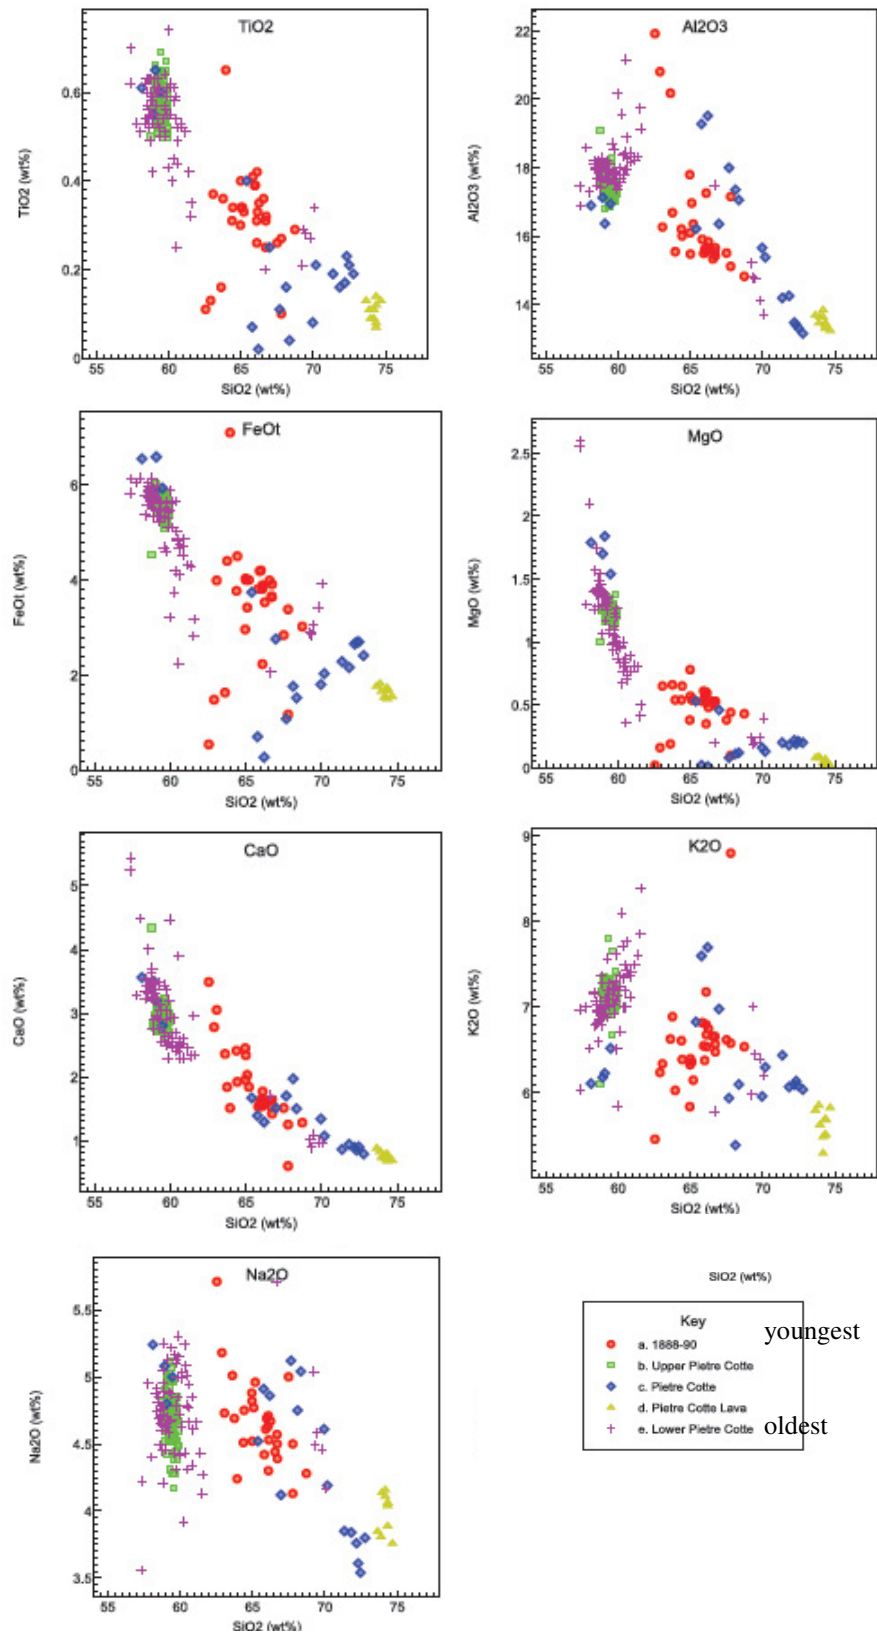 TiO2
TiO2 (wt%)
0.6
0.4
0.2
0
55 60 65 70 75
SiO2 (wt%)
Al2O3
Al2O3 (wt%)
22
20
18
16
14
55 60 65 70 75
SiO2 (wt%)
FeOt
FeOt (wt%)
6
4
2
0
55 60 65 70 75
SiO2 (wt%)
MgO
MgO (wt%)
2.5
2
1.5
1
0.5
0
55 60 65 70 75
SiO2 (wt%)
CaO
CaO (wt%)
5
4
3
2
1
55 60 65 70 75
SiO2 (wt%)
K2O
K2O (wt%)
9
8
7
6
55 60 65 70 75
SiO2 (wt%)
Na2O
Na2O (wt%)
5.5
5
4.5
4
3.5
55 60 65 70 75
SiO2 (wt%)
SiO2 (wt%)
Key
youngest
a. 1888-90
b. Upper Pietre Cotte
c. Pietre Cotte
d. Pietre Cotte Lava
e. Lower Pietre Cotte oldest